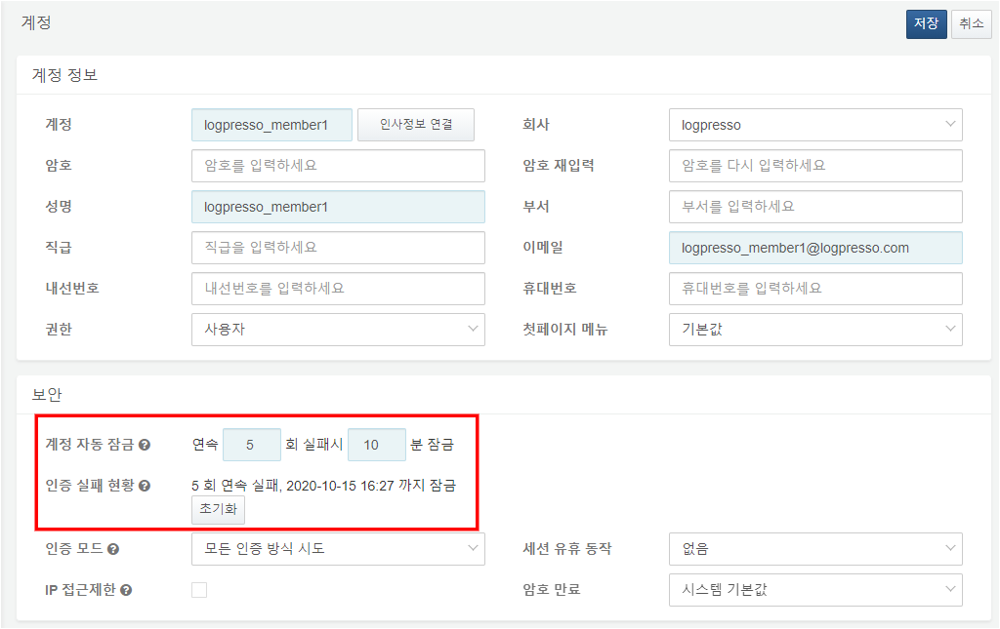 계정 저장 취소
계정 정보
계정 logpresso_member1 인사정보 연결 회사 logpresso
암호 암호를 입력하세요 암호 재입력 암호를 다시 입력하세요
성명 logpresso_member1 부서 부서를 입력하세요
직급 직급을 입력하세요 이메일 logpresso_member1@logpresso.com
내선번호 내선번호를 입력하세요 휴대번호 휴대번호를 입력하세요
권한 사용자 첫페이지 메뉴 기본값
보안
계정 자동 잠금 ? 연속 5 회 실패시 10 분 잠금
인증 실패 현황 ? 5 회 연속 실패, 2020-10-15 16:27 까지 잠금
초기화
인증 모드 ? 모든 인증 방식 시도 세션 유휴 동작 없음
IP 접근제한 ? 암호 만료 시스템 기본값